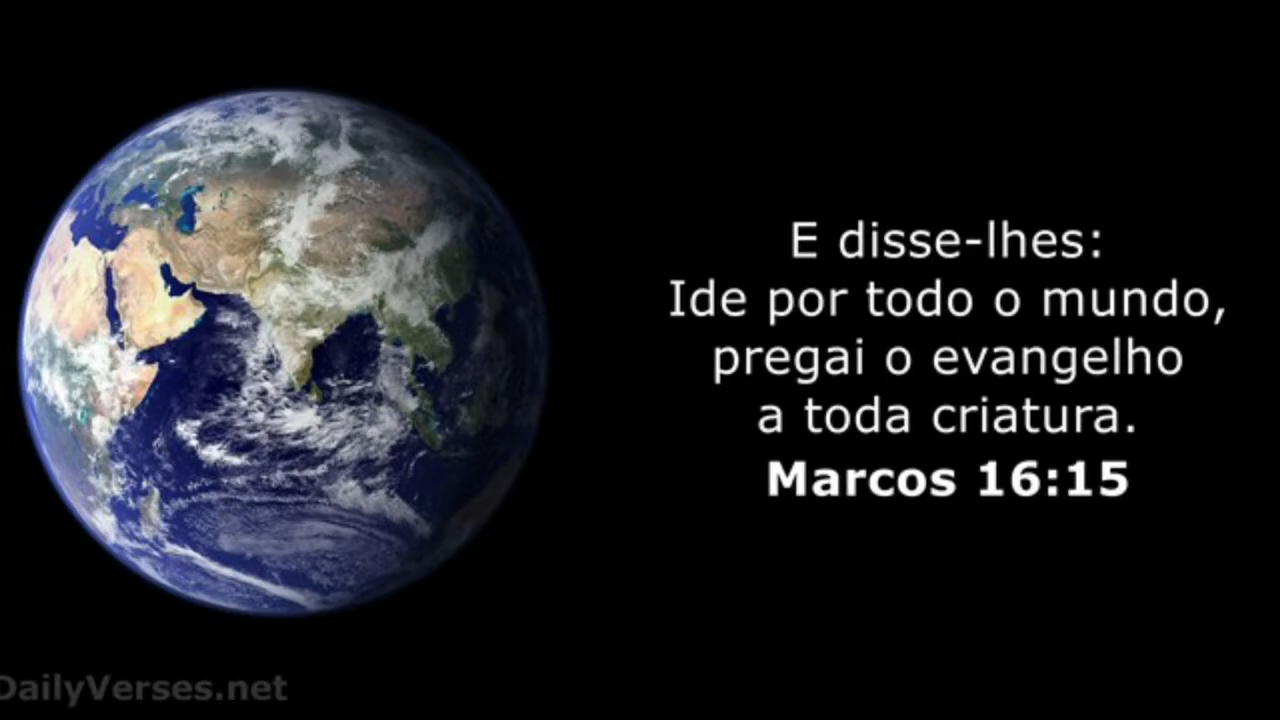 E disse-lhes:
Ide por todo o mundo,
pregai o evangelho
a toda criatura.
Marcos 16:15
DailyVerses.net